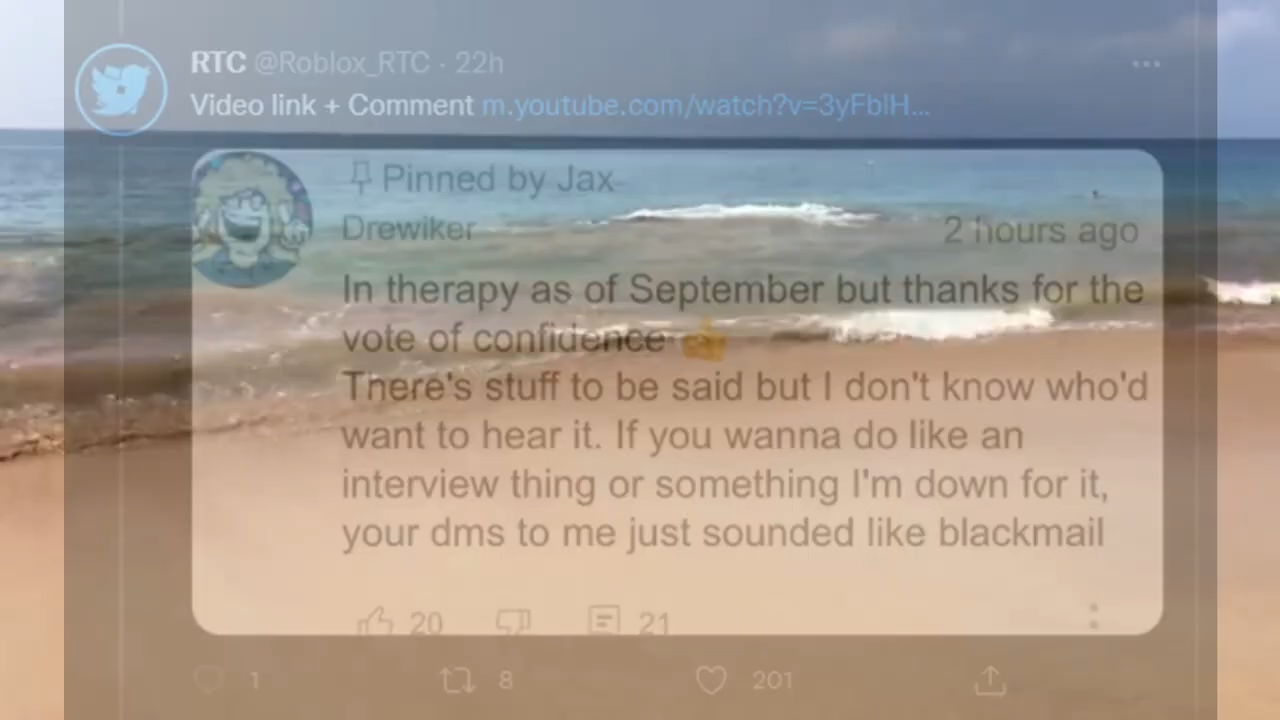 RTC @Roblox_RTC · 22h
Video link + Comment m.youtube.com/watch?v=3yFblH...
Pinned by Jax
Drewiker
2 hours ago
In therapy as of September but thanks for the
vote of confidence 👍
There's stuff to be said but I don't know who'd
want to hear it. If you wanna do like an
interview thing or something I'm down for it,
your dms to me just sounded like blackmail
20 21
1 8 201